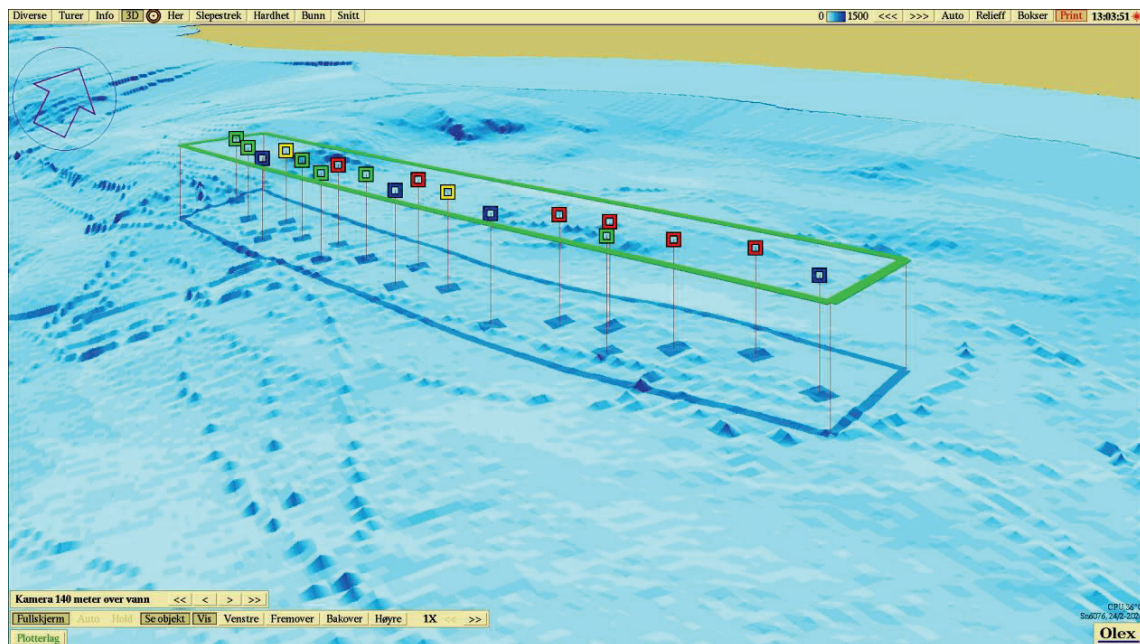 Diverse Turer Info 3D Her Slepestrek Hardhet Bunn Snitt 0 1500 <<< >>> Auto Relieff Bokser Print 13:03:51
Kamera 140 meter over vann << < > >>
Fullskjerm Auto Hold Se objekt Vis Venstre Fremover Bakover Høyre 1X << >>
Plotterlag
Olex